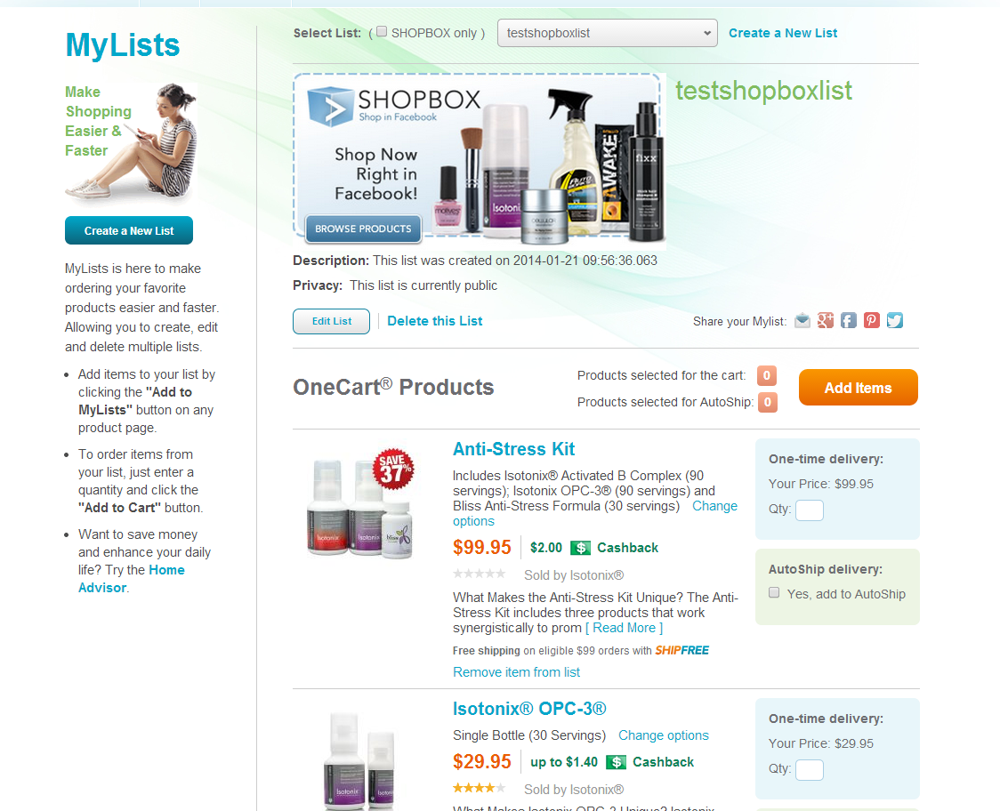 MyLists
Make
Shopping
Easier &
Faster
Create a New List
MyLists is here to make
ordering your favorite
products easier and faster.
Allowing you to create, edit
and delete multiple lists.
• Add items to your list by
clicking the "Add to
MyLists" button on any
product page.
• To order items from
your list, just enter a
quantity and click the
"Add to Cart" button.
• Want to save money
and enhance your daily
life? Try the Home
Advisor.
Select List: ( SHOPBOX only ) testshopboxlist Create a New List
SHOPBOX
Shop in Facebook
Shop Now
Right in
Facebook!
BROWSE PRODUCTS
motives
Isotonix
CELLULAR
AUTO
AWAKE
fixx
testshopboxlist
Description: This list was created on 2014-01-21 09:56:36.063
Privacy: This list is currently public
Edit List Delete this List
Share your Mylist:
OneCart® Products
Products selected for the cart: 0
Products selected for AutoShip: 0
Add Items
SAVE
37%
Isotonix
Isotonix
bliss
Anti-Stress Kit
Includes Isotonix® Activated B Complex (90
servings); Isotonix OPC-3® (90 servings) and
Bliss Anti-Stress Formula (30 servings) Change
options
$99.95 $2.00 $ Cashback
Sold by Isotonix®
What Makes the Anti-Stress Kit Unique? The Anti-
Stress Kit includes three products that work
synergistically to prom [ Read More ]
Free shipping on eligible $99 orders with SHIPFREE
Remove item from list
One-time delivery:
Your Price: $99.95
Qty:
AutoShip delivery:
Yes, add to AutoShip
Isotonix
Isotonix
Isotonix® OPC-3®
Single Bottle (30 Servings) Change options
$29.95 up to $1.40 $ Cashback
Sold by Isotonix®
What Makes Isotonix OPC-3 Unique? Isotonix
One-time delivery:
Your Price: $29.95
Qty: